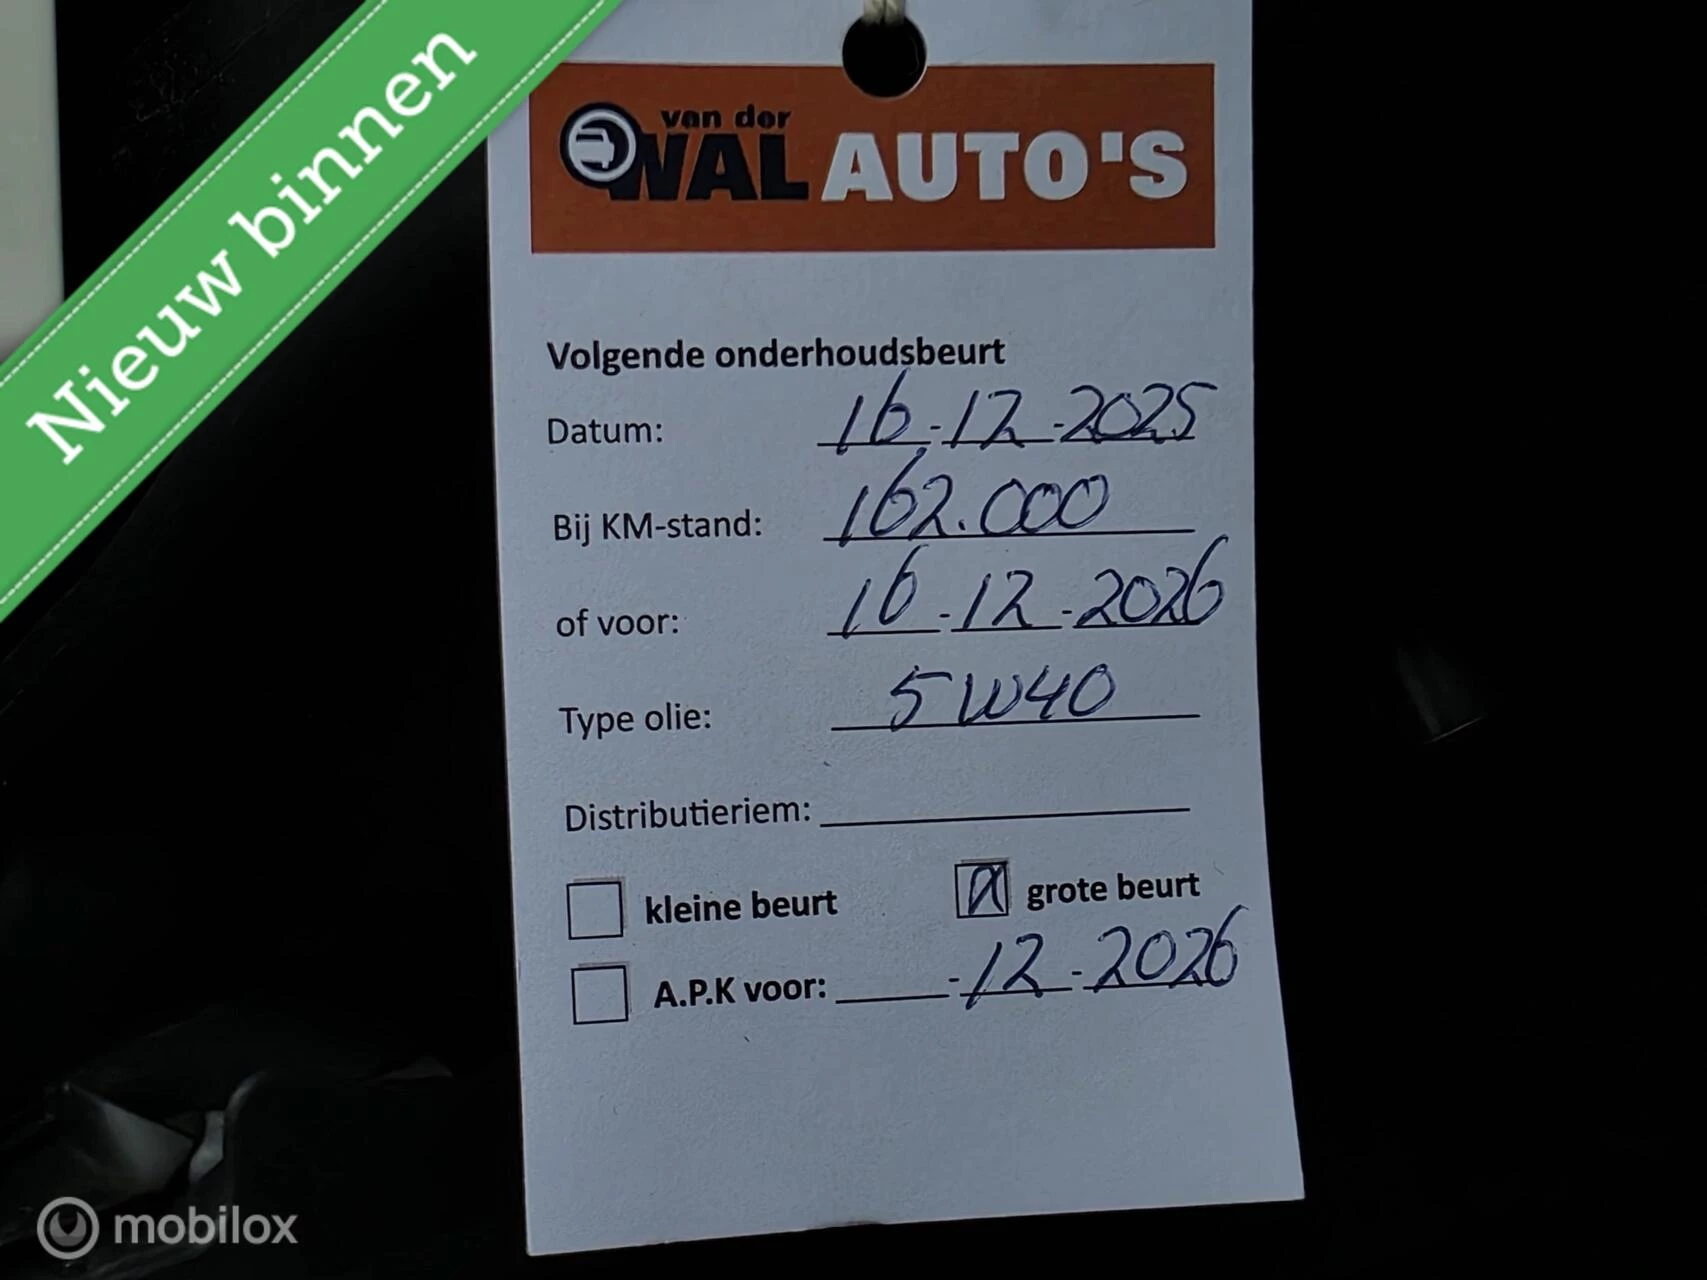 Nieuw binnen
van der
WAL AUTO'S
Volgende onderhoudsbeurt
Datum: 16-12-2025
Bij KM-stand: 162.000
of voor: 16-12-2026
Type olie: 5W40
Distributieriem:
kleine beurt X grote beurt
A.P.K voor: -12-2026
mobilox